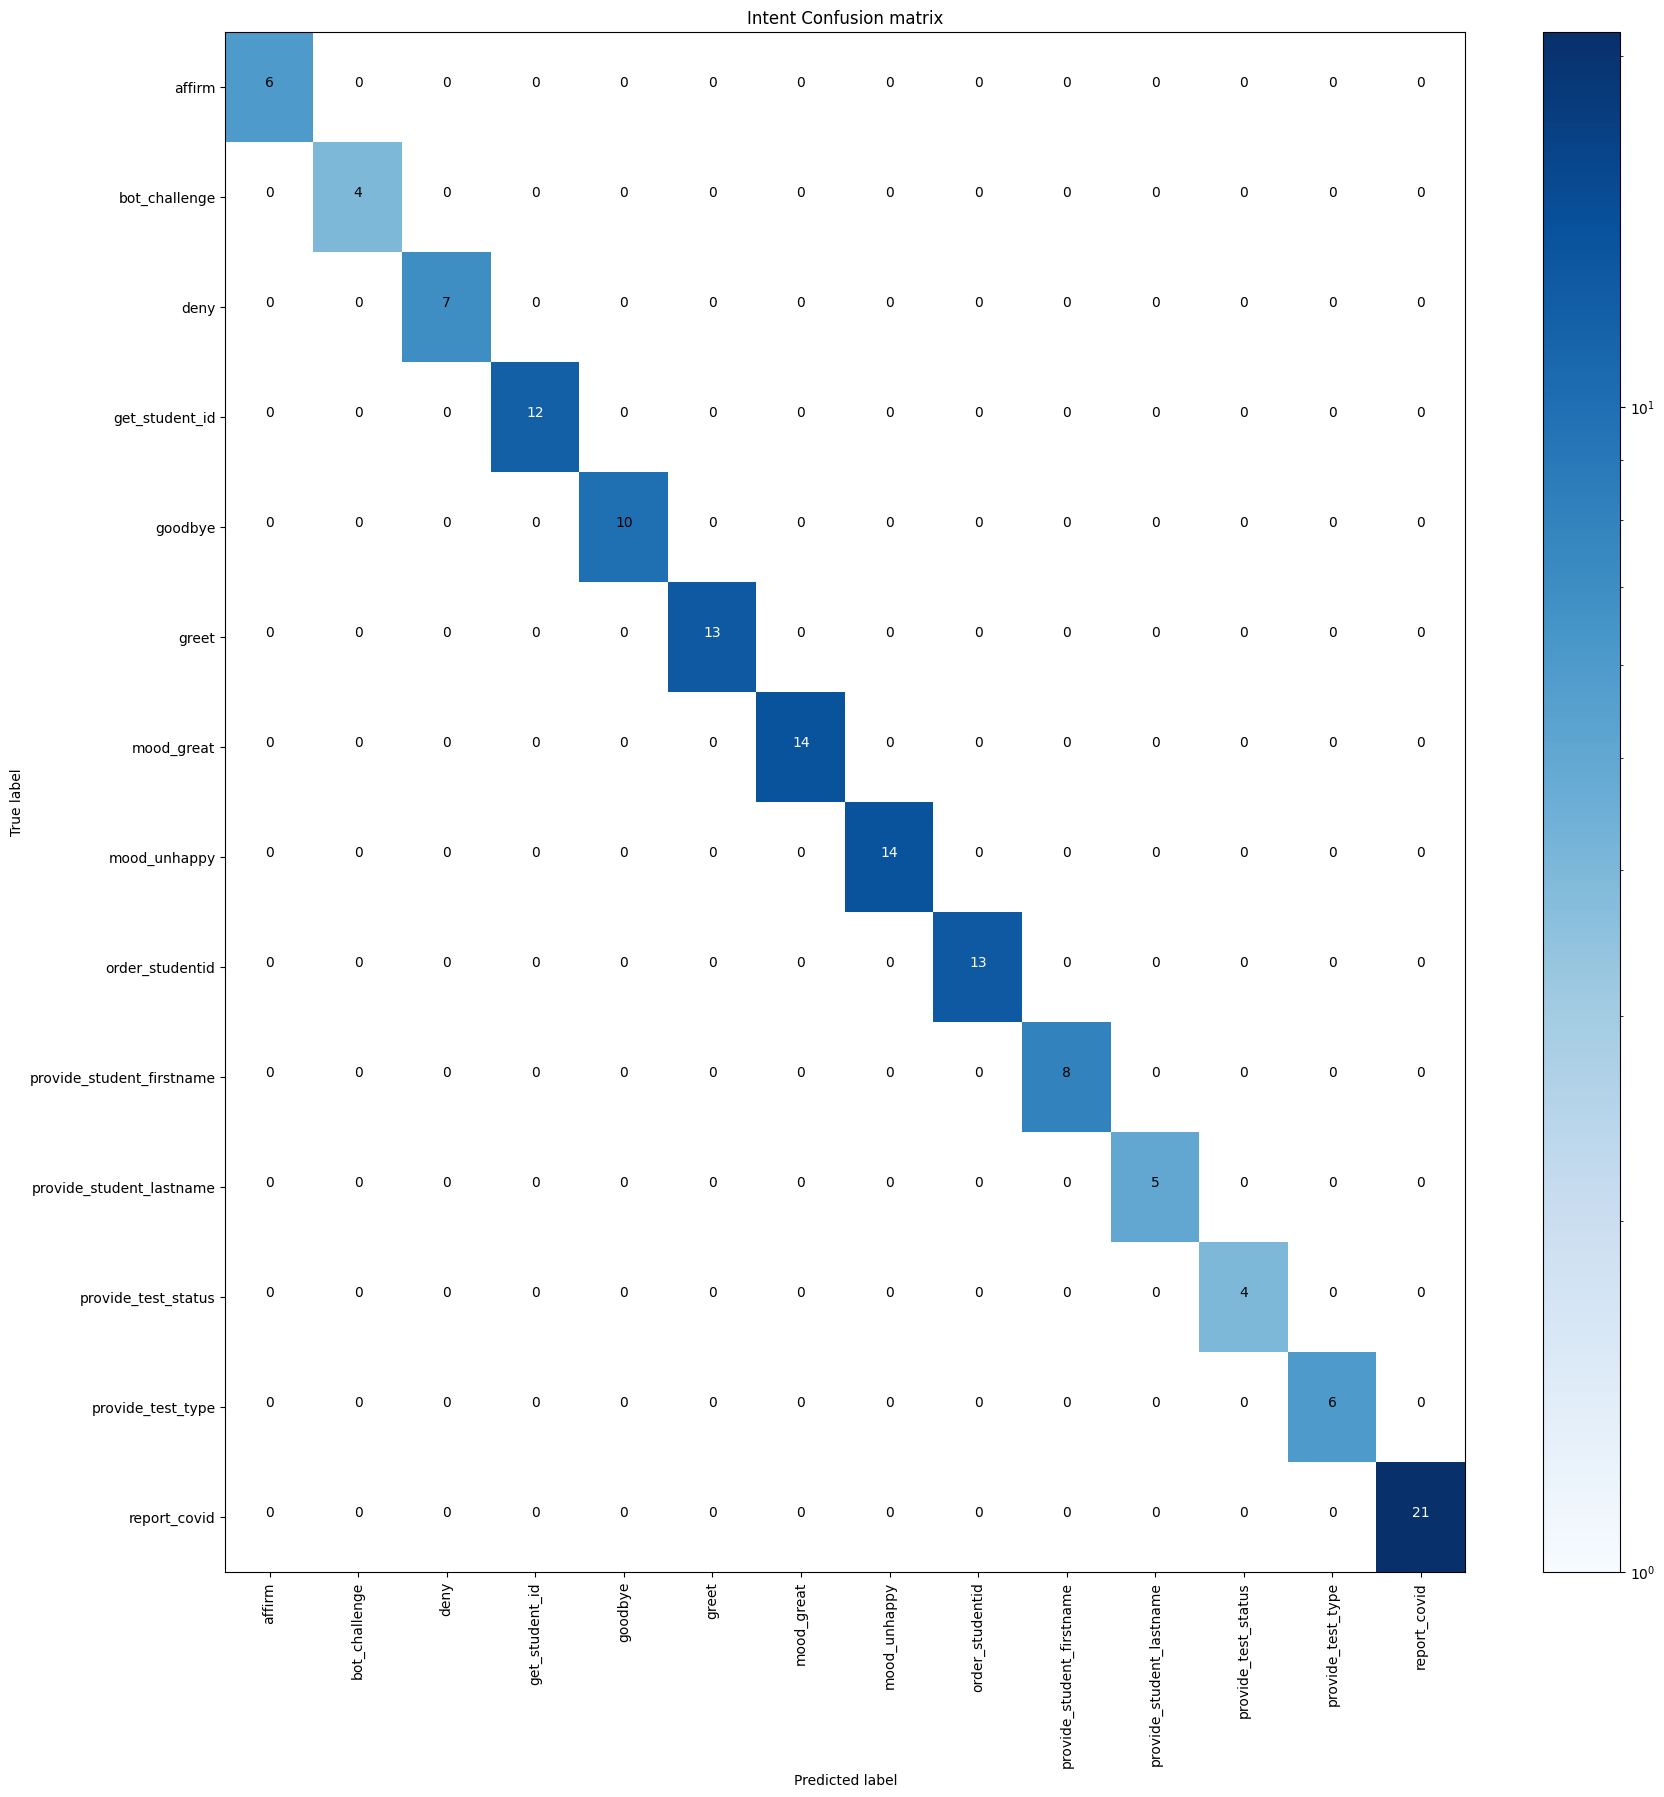 Intent Confusion matrix
affirm 6 0 0 0 0 0 0 0 0 0 0 0 0 0
bot_challenge 0 4 0 0 0 0 0 0 0 0 0 0 0 0
deny 0 0 7 0 0 0 0 0 0 0 0 0 0 0
get_student_id 0 0 0 12 0 0 0 0 0 0 0 0 0 0
10¹
goodbye 0 0 0 0 10 0 0 0 0 0 0 0 0 0
greet 0 0 0 0 0 13 0 0 0 0 0 0 0 0
mood_great 0 0 0 0 0 0 14 0 0 0 0 0 0 0
True label
mood_unhappy 0 0 0 0 0 0 0 14 0 0 0 0 0 0
order_studentid 0 0 0 0 0 0 0 0 13 0 0 0 0 0
provide_student_firstname 0 0 0 0 0 0 0 0 0 8 0 0 0 0
provide_student_lastname 0 0 0 0 0 0 0 0 0 0 5 0 0 0
provide_test_status 0 0 0 0 0 0 0 0 0 0 0 4 0 0
provide_test_type 0 0 0 0 0 0 0 0 0 0 0 0 6 0
report_covid 0 0 0 0 0 0 0 0 0 0 0 0 0 21
10⁰
affirm
bot_challenge
deny
get_student_id
goodbye
greet
mood_great
mood_unhappy
order_studentid
provide_student_firstname
provide_student_lastname
provide_test_status
provide_test_type
report_covid
Predicted label